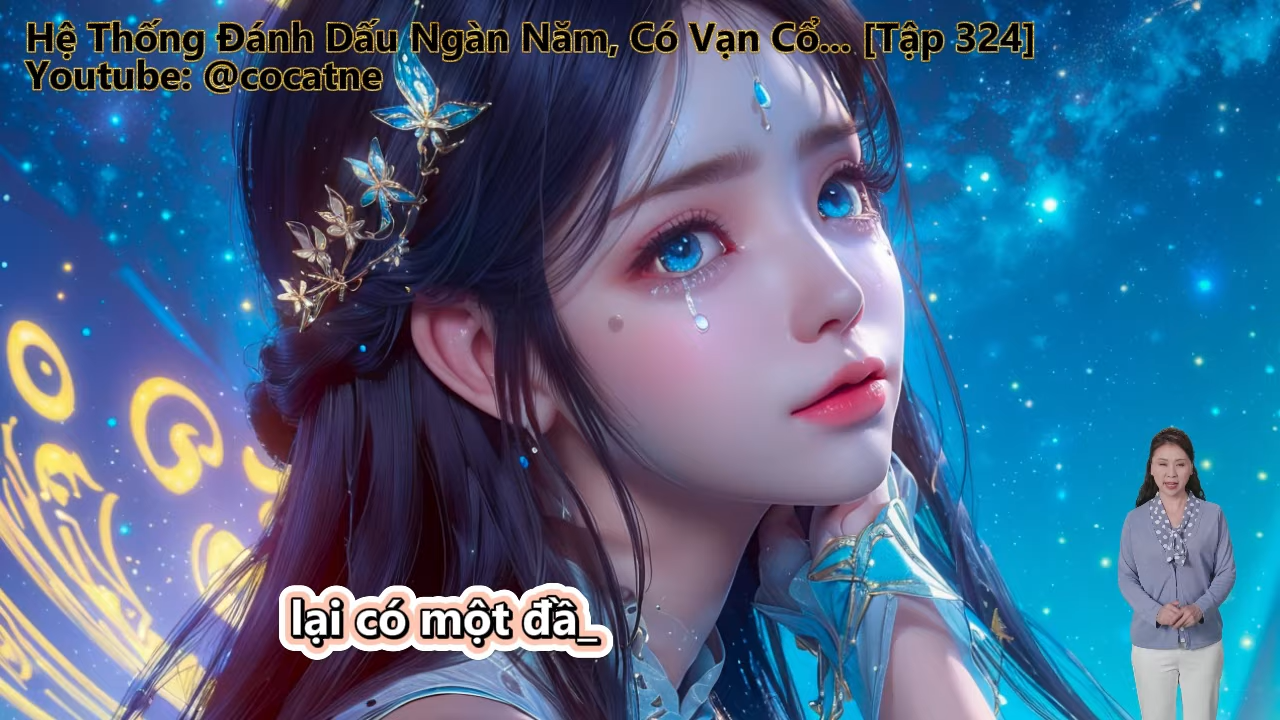 Hệ Thống Đánh Dấu Ngàn Năm, Có Vạn Cổ... [Tập 324]
Youtube: @cocatne
lại có một đầ_